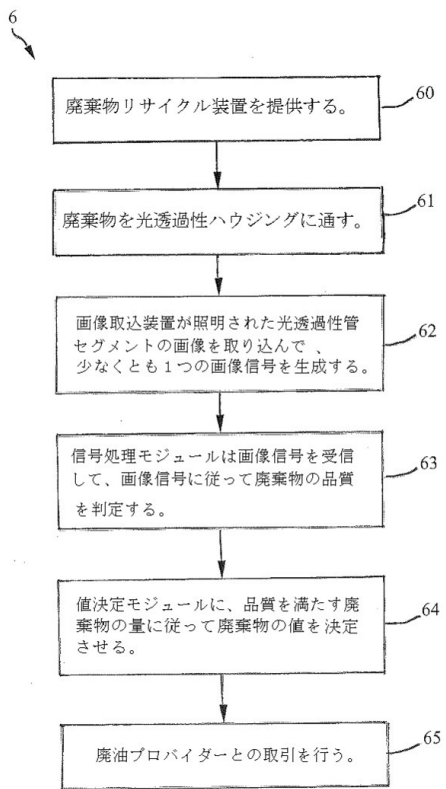 6
廃棄物リサイクル装置を提供する。
60
廃棄物を光透過性ハウジングに通す。
61
画像取込装置が照明された光透過性管
セグメントの画像を取り込んで、
少なくとも1つの画像信号を生成する。
62
信号処理モジュールは画像信号を受信
して、画像信号に従って廃棄物の品質
を判定する。
63
値決定モジュールに、品質を満たす廃
棄物の量に従って廃棄物の値を決定
させる。
64
廃油プロバイダーとの取引を行う。
65